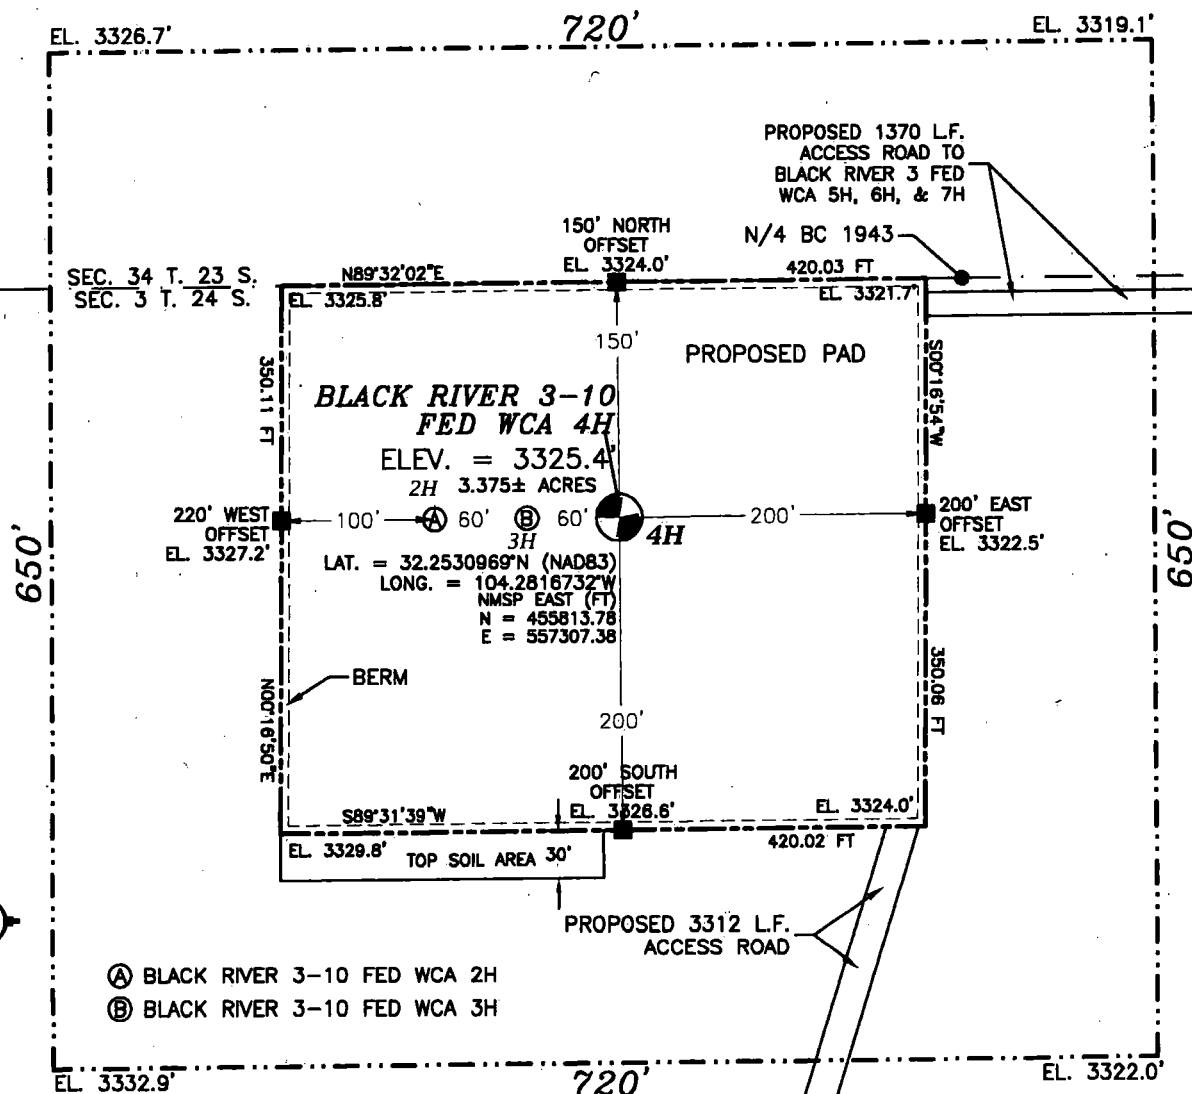 720'
EL. 3326.7'
EL. 3319.1'
PROPOSED 1370 L.F.
ACCESS ROAD TO
BLACK RIVER 3 FED
WCA 5H, 6H, & 7H
N/4 BC 1943
150' NORTH
OFFSET
EL. 3324.0'
SEC. 34 T. 23 S.
SEC. 3 T. 24 S.
N89°32'02"E
420.03 FT
EL. 3325.8'
EL. 3321.7'
150'
PROPOSED PAD
350.11 FT
S00°16'54"W
BLACK RIVER 3-10
FED WCA 4H
ELEV. = 3325.4'
2H 3.375± ACRES
220' WEST
OFFSET
EL. 3327.2'
100' A 60' B 60' 200'
3H
4H
200' EAST
OFFSET
EL. 3322.5'
650'
650'
LAT. = 32.2530969°N (NAD83)
LONG. = 104.2816732°W
NMSP EAST (FT)
N = 455813.78
E = 557307.38
BERM
N00°16'50"E
350.06 FT
200'
200' SOUTH
OFFSET
EL. 3326.6'
S89°31'39"W
EL. 3324.0'
420.02 FT
EL. 3329.8'
TOP SOIL AREA 30'
PROPOSED 3312 L.F.
ACCESS ROAD
A BLACK RIVER 3-10 FED WCA 2H
B BLACK RIVER 3-10 FED WCA 3H
EL. 3332.9'
720'
EL. 3322.0'